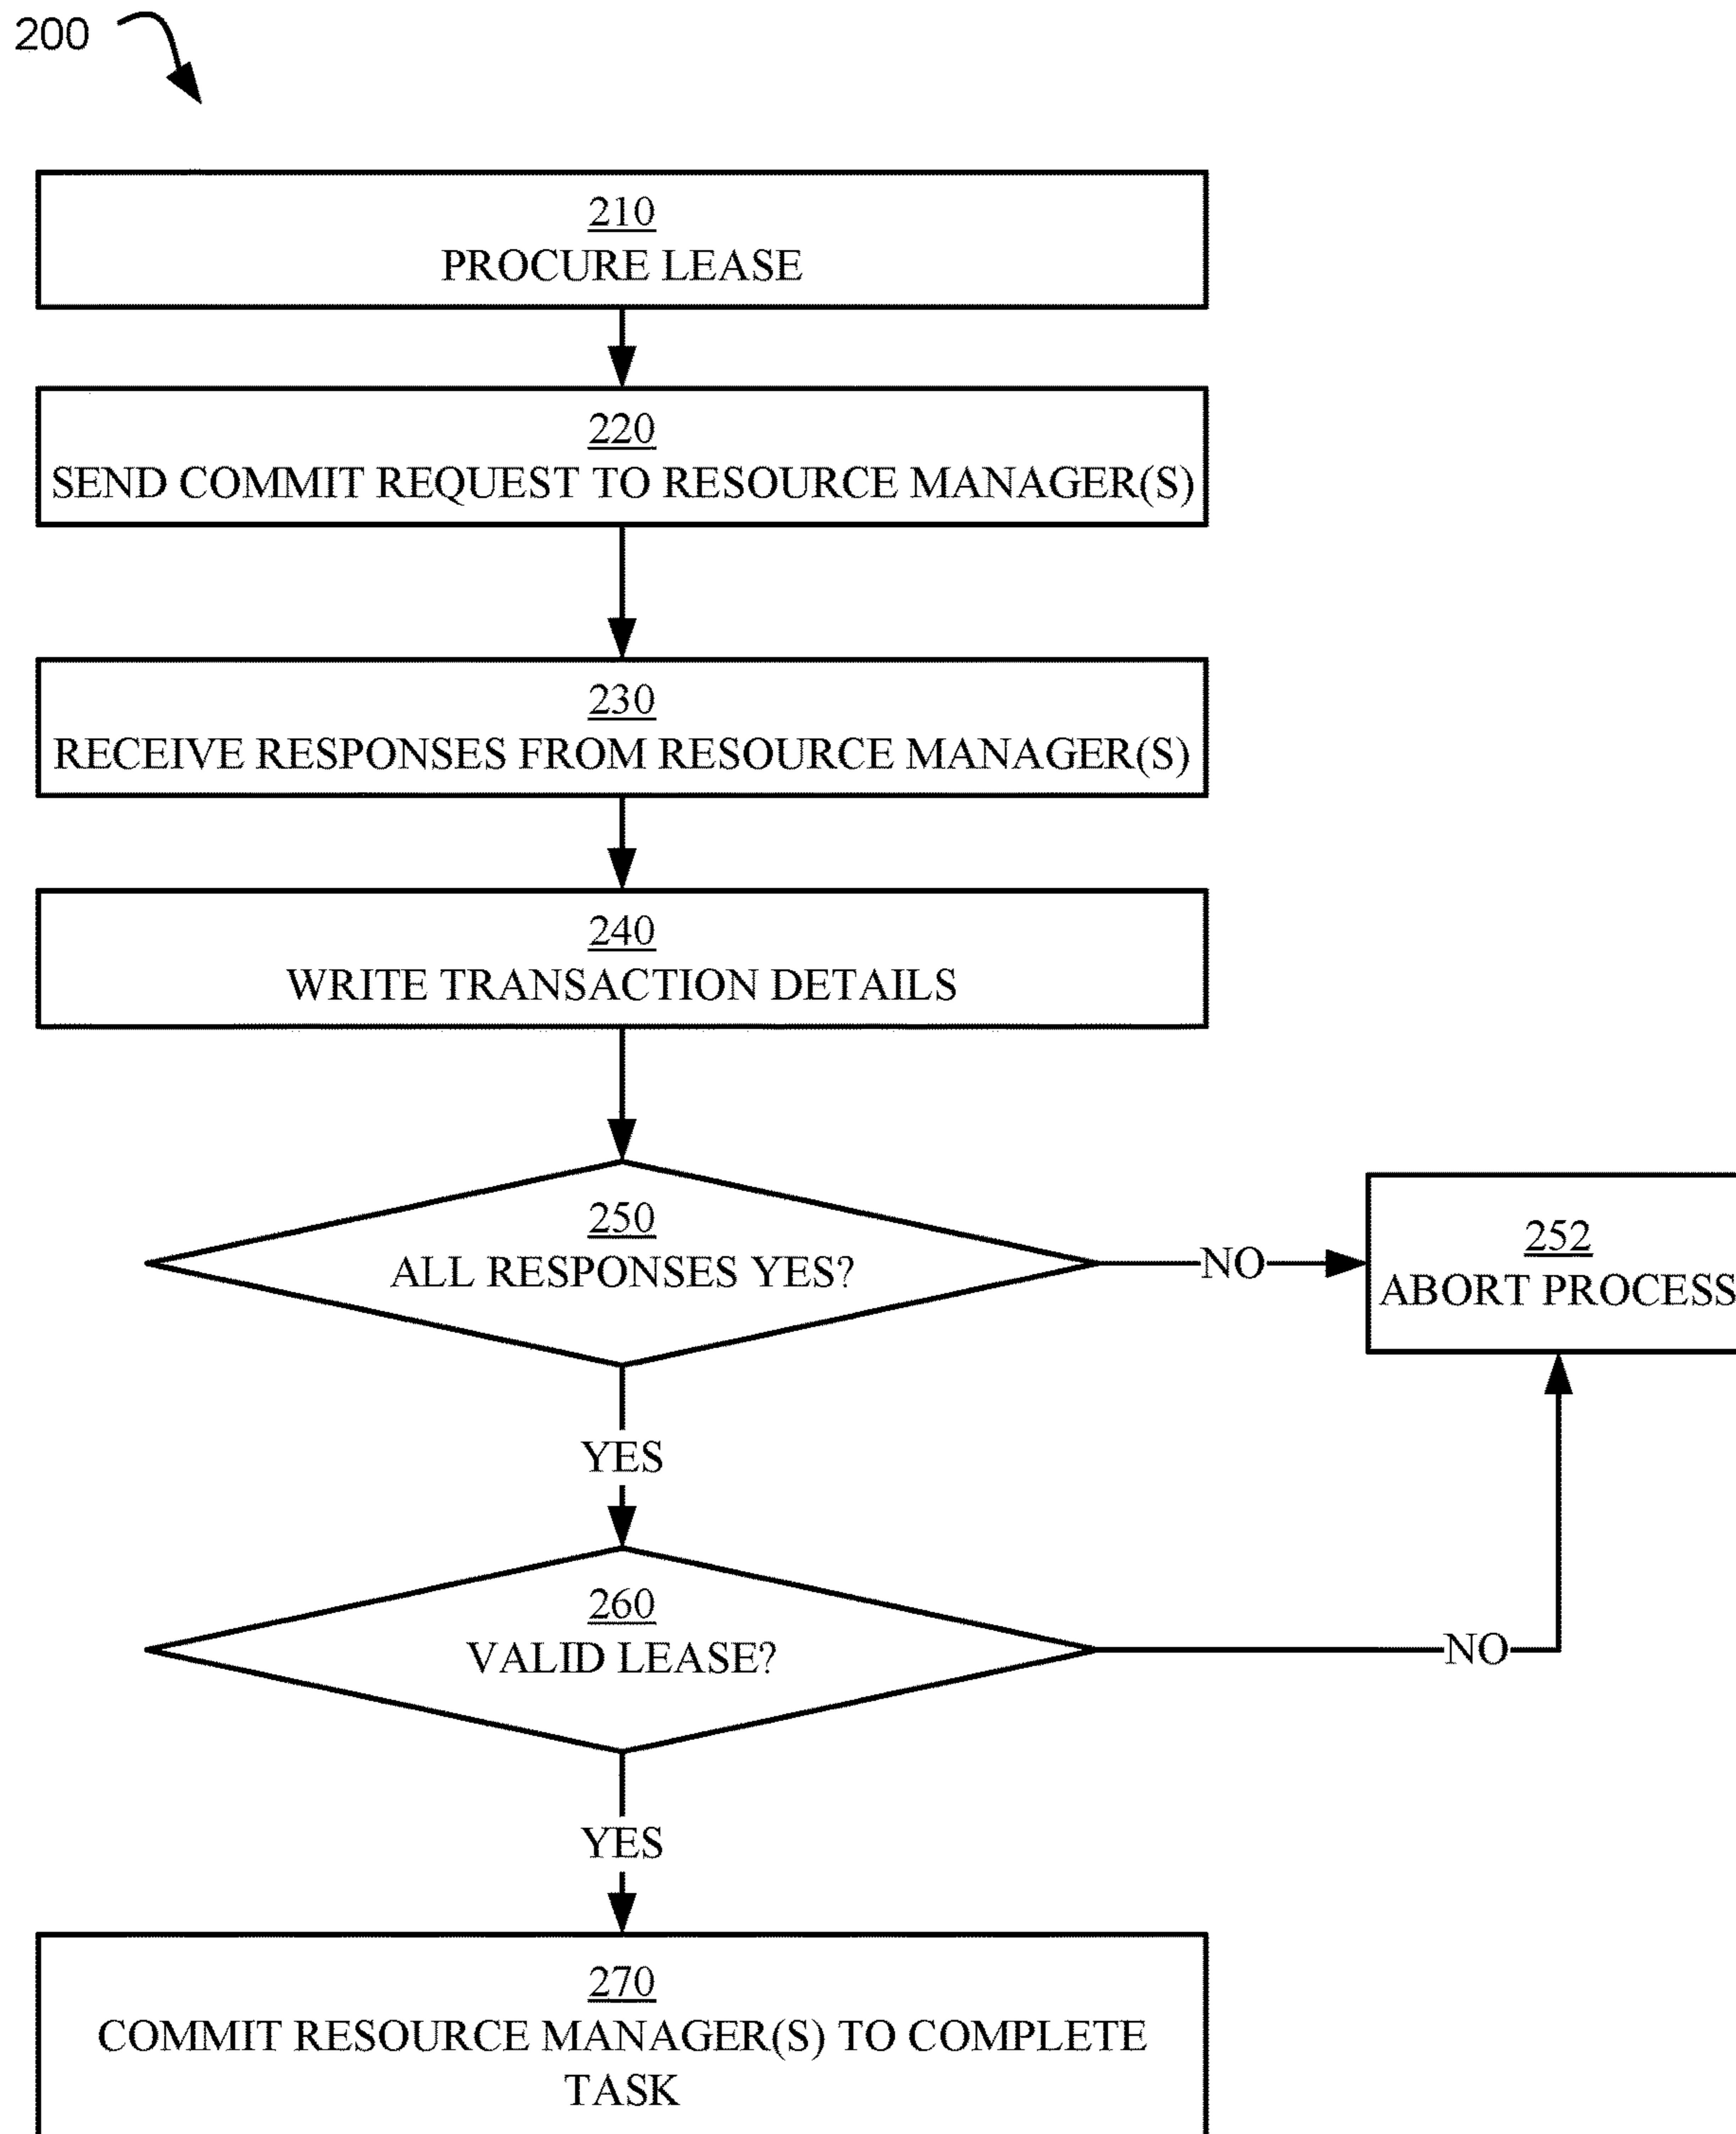 200
210
PROCURE LEASE
220
SEND COMMIT REQUEST TO RESOURCE MANAGER(S)
230
RECEIVE RESPONSES FROM RESOURCE MANAGER(S)
240
WRITE TRANSACTION DETAILS
250
ALL RESPONSES YES?
NO
252
ABORT PROCESS
YES
260
VALID LEASE?
NO
YES
270
COMMIT RESOURCE MANAGER(S) TO COMPLETE
TASK